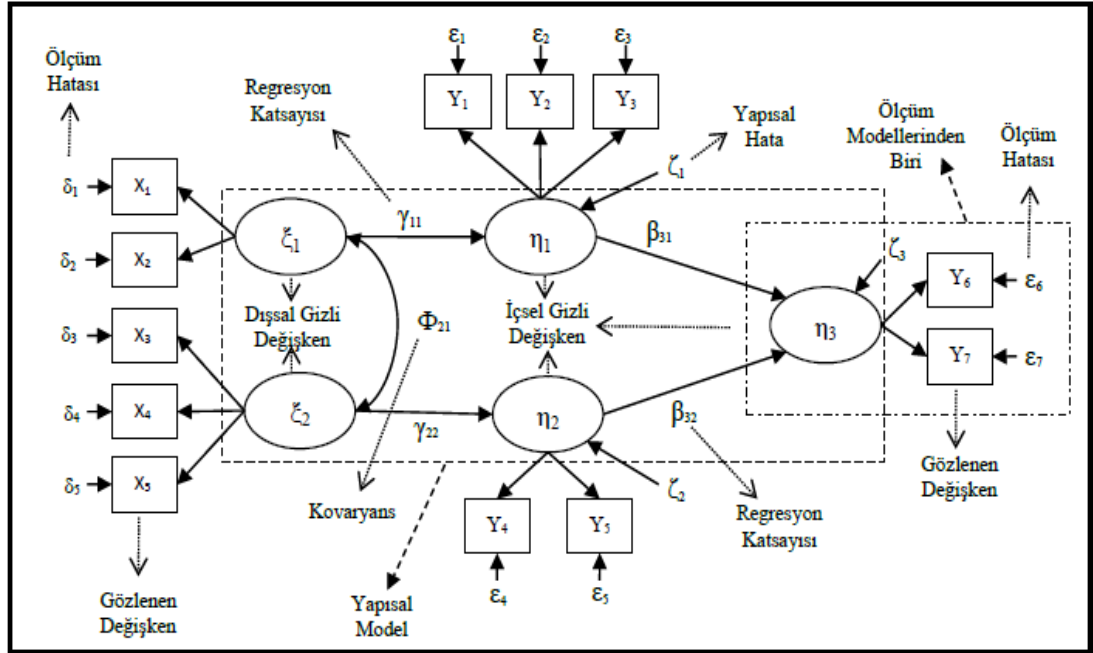 ε₁
ε₂
ε₃
Ölçüm
Hatası
Regresyon
Katsayısı
Y₁
Y₂
Y₃
Yapısal
Hata
Ölçüm
Modellerinden
Biri
Ölçüm
Hatası
δ₁
X₁
ζ₁
γ₁₁
ξ₁
η₁
β₃₁
δ₂
X₂
ζ₃
Y₆
ε₆
Dışsal Gizli
Değişken
Φ₂₁
İçsel Gizli
Değişken
η₃
δ₃
X₃
Y₇
ε₇
δ₄
X₄
ξ₂
γ₂₂
η₂
β₃₂
δ₅
X₅
ζ₂
Gözlenen
Değişken
Kovaryans
Y₄
Y₅
Regresyon
Katsayısı
ε₄
ε₅
Gözlenen
Değişken
Yapısal
Model